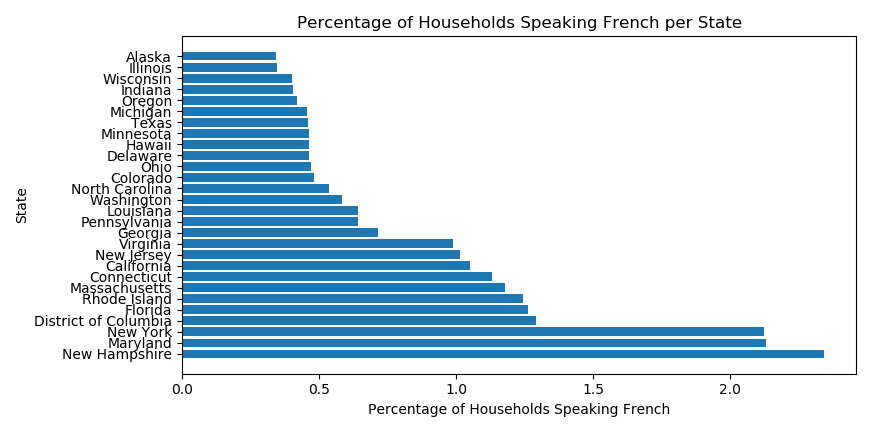 Percentage of Households Speaking French per State
Alaska
Illinois
Wisconsin
Indiana
Oregon
Michigan
Texas
Minnesota
Hawaii
Delaware
Ohio
Colorado
North Carolina
Washington
Louisiana
Pennsylvania
Georgia
Virginia
New Jersey
California
Connecticut
Massachusetts
Rhode Island
Florida
District of Columbia
New York
Maryland
New Hampshire
State
0.0 0.5 1.0 1.5 2.0
Percentage of Households Speaking French